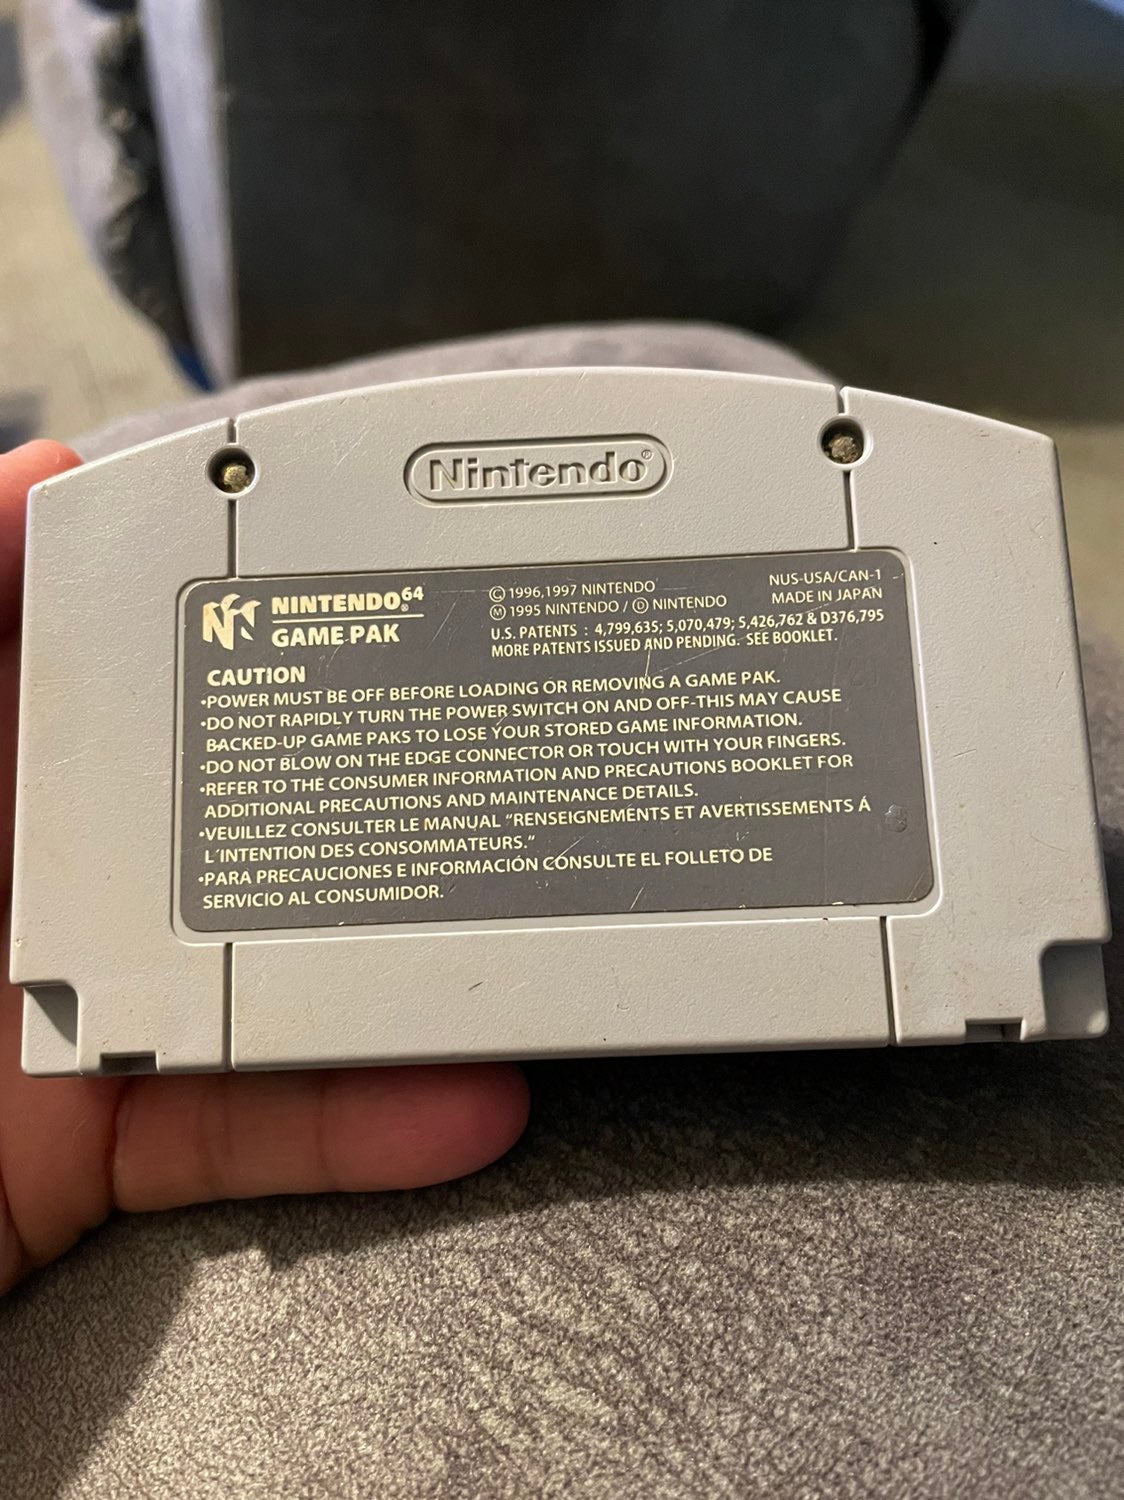 Nintendo®
NINTENDO64®
GAME PAK
© 1996,1997 NINTENDO
Ⓜ 1995 NINTENDO / Ⓓ NINTENDO
NUS-USA/CAN-1
MADE IN JAPAN
U.S. PATENTS : 4,799,635; 5,070,479; 5,426,762 & D376,795
MORE PATENTS ISSUED AND PENDING. SEE BOOKLET.
CAUTION
•POWER MUST BE OFF BEFORE LOADING OR REMOVING A GAME PAK.
•DO NOT RAPIDLY TURN THE POWER SWITCH ON AND OFF-THIS MAY CAUSE
BACKED-UP GAME PAKS TO LOSE YOUR STORED GAME INFORMATION.
•DO NOT BLOW ON THE EDGE CONNECTOR OR TOUCH WITH YOUR FINGERS.
•REFER TO THE CONSUMER INFORMATION AND PRECAUTIONS BOOKLET FOR
ADDITIONAL PRECAUTIONS AND MAINTENANCE DETAILS.
•VEUILLEZ CONSULTER LE MANUAL "RENSEIGNEMENTS ET AVERTISSEMENTS Á
L'INTENTION DES CONSOMMATEURS."
•PARA PRECAUCIONES E INFORMACIÓN CONSULTE EL FOLLETO DE
SERVICIO AL CONSUMIDOR.